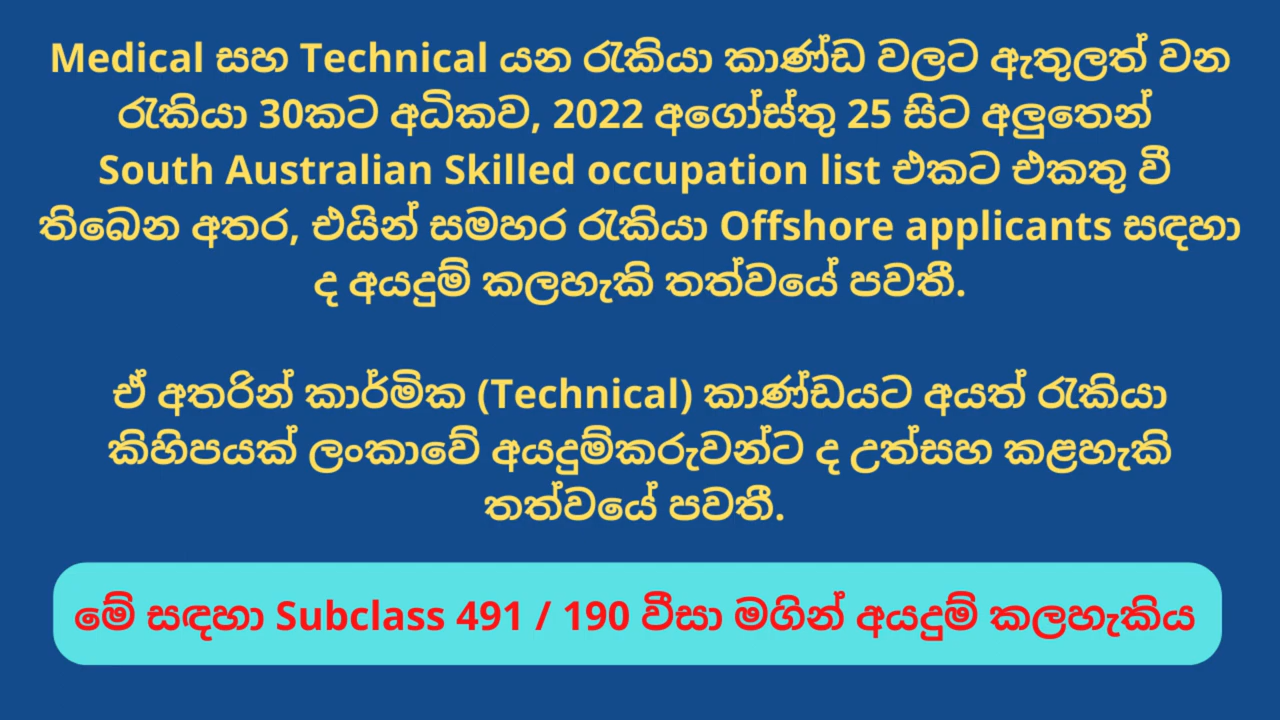 Medical සහ Technical යන රැකියා කාණ්ඩ වලට ඇතුලත් වන
රැකියා 30කට අධිකව, 2022 අගෝස්තු 25 සිට අලුතෙන්
South Australian Skilled occupation list එකට එකතු වී
තිබෙන අතර, එයින් සමහර රැකියා Offshore applicants සඳහා
ද අයදුම් කලහැකි තත්වයේ පවතී.
ඒ අතරින් කාර්මික (Technical) කාණ්ඩයට අයත් රැකියා
කිහිපයක් ලංකාවේ අයදුම්කරුවන්ට ද උත්සහ කළහැකි
තත්වයේ පවතී.
මේ සඳහා Subclass 491 / 190 වීසා මගින් අයදුම් කලහැකිය